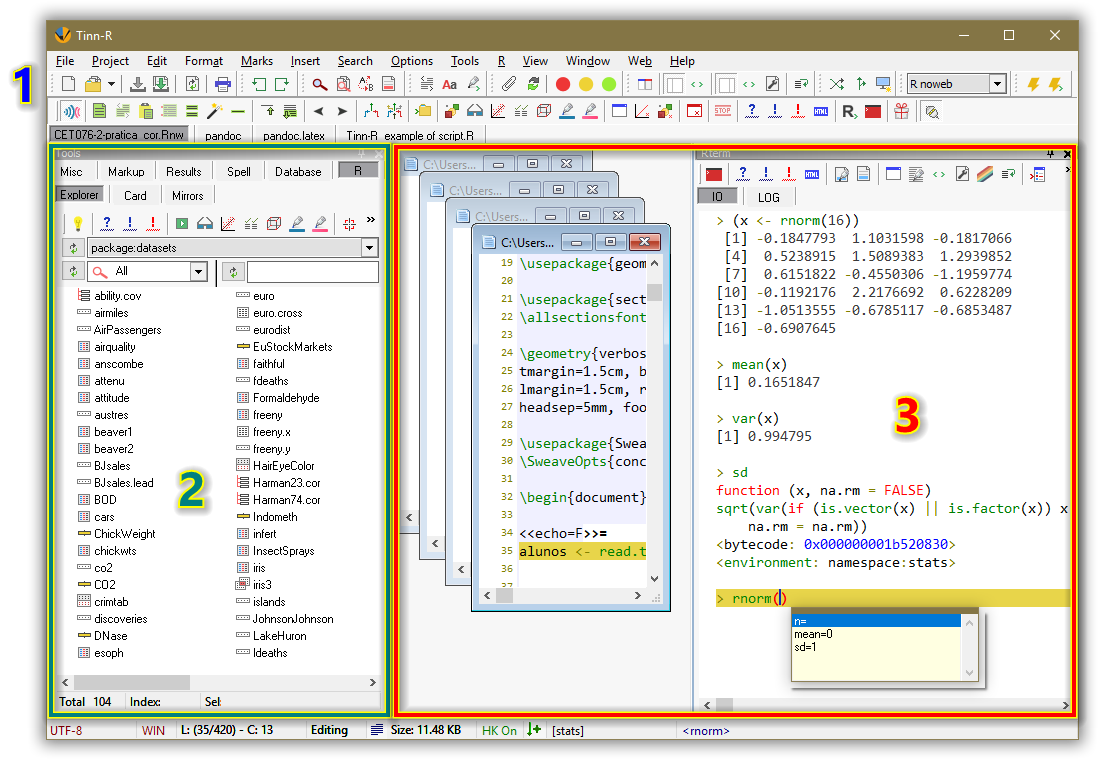 Tinn-R
File Project Edit Format Marks Insert Search Options Tools R View Window Web Help
1
R noweb
CET076-2-pratica_cor.Rnw pandoc pandoc.latex Tinn-R_example of script.R
Tools
Misc Markup Results Spell Database R
Explorer Card Mirrors
package:datasets
All
ability.cov
airmiles
AirPassengers
airquality
anscombe
attenu
attitude
austres
beaver1
beaver2
BJsales
BJsales.lead
BOD
cars
ChickWeight
chickwts
co2
CO2
crimtab
discoveries
DNase
esoph
euro
euro.cross
eurodist
EuStockMarkets
faithful
fdeaths
Formaldehyde
freeny
freeny.x
freeny.y
HairEyeColor
Harman23.cor
Harman74.cor
Indometh
infert
InsectSprays
iris
iris3
islands
JohnsonJohnson
LakeHuron
ldeaths
2
Total 104 Index: Sel:
C:\Users...
C:\Users...
C:\Users...
C:\Users...
19 \usepackage{geom
20
21 \usepackage{sect
22 \allsectionsfont
23
24 \geometry{verbos
25 tmargin=1.5cm, b
26 lmargin=1.5cm, r
27 headsep=5mm, foo
28
29 \usepackage{Swea
30 \SweaveOpts{conc
31
32 \begin{document}
33
34 <<echo=F>>=
35 alunos <- read.t
36
37
Rterm
HTML
IO LOG
> (x <- rnorm(16))
[1] -0.1847793 1.1031598 -0.1817066
[4] 0.5238915 1.5089383 1.2939852
[7] 0.6151822 -0.4550306 -1.1959774
[10] -0.1192176 2.2176692 0.6228209
[13] -1.0513555 -0.6785117 -0.6853487
[16] -0.6907645
> mean(x)
[1] 0.1651847
> var(x)
[1] 0.994795
> sd
function (x, na.rm = FALSE)
sqrt(var(if (is.vector(x) || is.factor(x)) x
na.rm = na.rm))
<bytecode: 0x000000001b520830>
<environment: namespace:stats>
> rnorm()
n=
mean=0
sd=1
3
UTF-8 WIN L: (35/420) - C: 13 Editing Size: 11.48 KB HK On [stats] <rnorm>